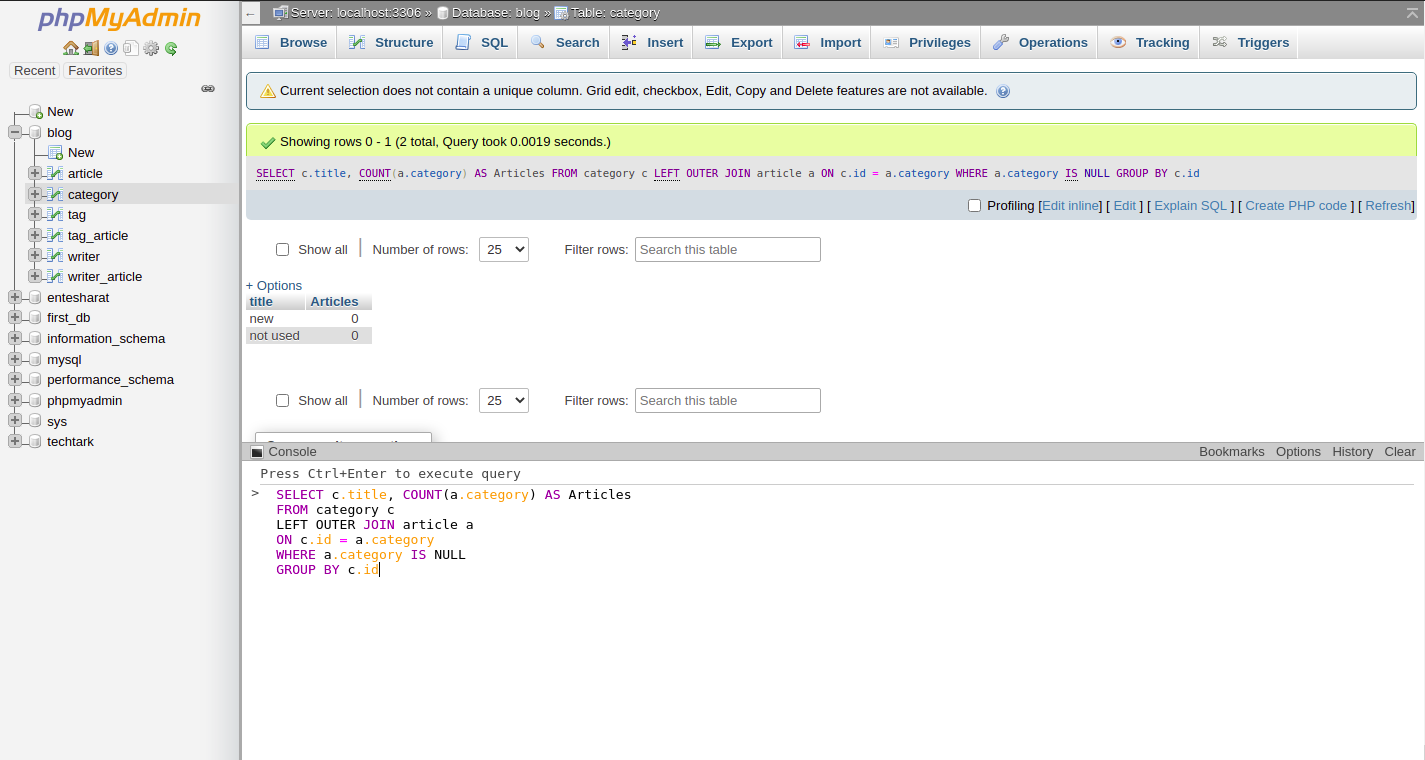 phpMyAdmin
Recent Favorites
New
blog
New
article
category
tag
tag_article
writer
writer_article
entesharat
first_db
information_schema
mysql
performance_schema
phpmyadmin
sys
techtark
← Server: localhost:3306 » Database: blog » Table: category
Browse Structure SQL Search Insert Export Import Privileges Operations Tracking Triggers
Current selection does not contain a unique column. Grid edit, checkbox, Edit, Copy and Delete features are not available.
Showing rows 0 - 1 (2 total, Query took 0.0019 seconds.)
SELECT c.title, COUNT(a.category) AS Articles FROM category c LEFT OUTER JOIN article a ON c.id = a.category WHERE a.category IS NULL GROUP BY c.id
Profiling [Edit inline] [ Edit ] [ Explain SQL ] [ Create PHP code ] [ Refresh]
Show all | Number of rows: 25 Filter rows: Search this table
+ Options
title Articles
new 0
not used 0
Show all | Number of rows: 25 Filter rows: Search this table
Console Bookmarks Options History Clear
Press Ctrl+Enter to execute query
> SELECT c.title, COUNT(a.category) AS Articles
FROM category c
LEFT OUTER JOIN article a
ON c.id = a.category
WHERE a.category IS NULL
GROUP BY c.id